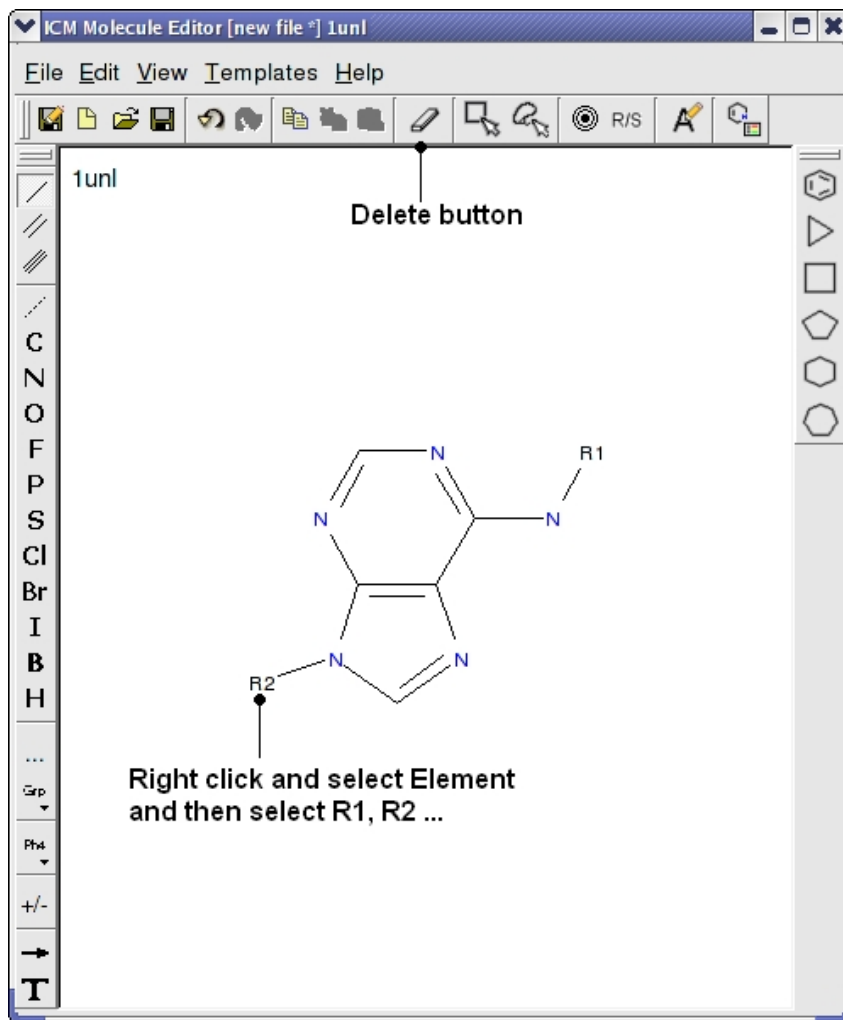 ICM Molecule Editor [new file *] 1unl
File Edit View Templates Help
R/S A
1unl
Delete button
C
N
O
F
P
S
Cl
Br
I
B
H
...
Grp
Ph4
+/-
T
N R1
N N
N N
R2
Right click and select Element
and then select R1, R2 ...